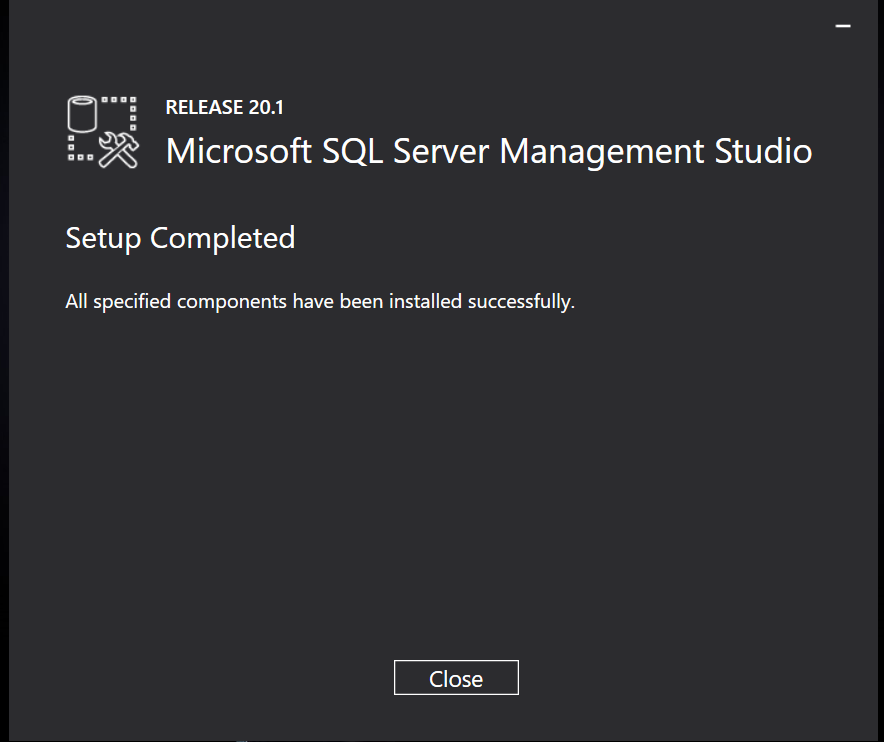 RELEASE 20.1
Microsoft SQL Server Management Studio
Setup Completed
All specified components have been installed successfully.
Close